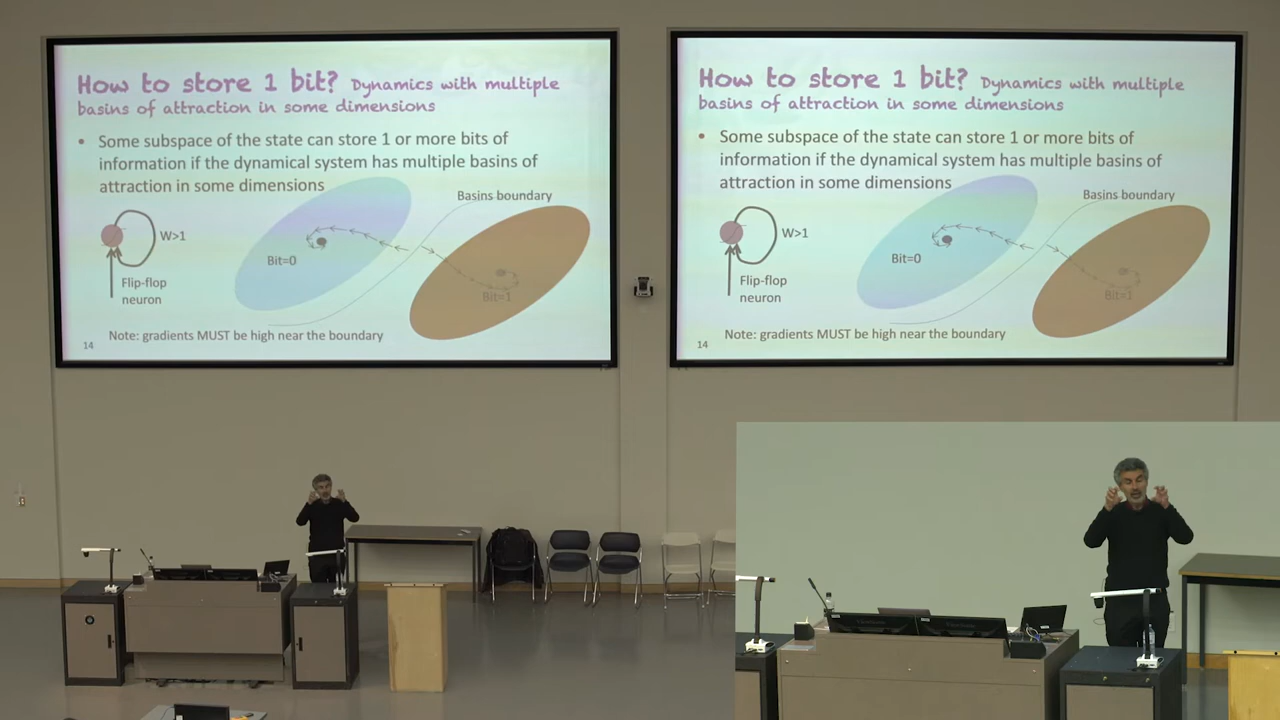 How to store 1 bit? Dynamics with multiple
basins of attraction in some dimensions
• Some subspace of the state can store 1 or more bits of
information if the dynamical system has multiple basins of
attraction in some dimensions
Basins boundary
W>1
Bit=0
Flip-flop
neuron
Bit=1
Note: gradients MUST be high near the boundary
14
How to store 1 bit? Dynamics with multiple
basins of attraction in some dimensions
• Some subspace of the state can store 1 or more bits of
information if the dynamical system has multiple basins of
attraction in some dimensions
Basins boundary
W>1
Bit=0
Flip-flop
neuron
Bit=1
Note: gradients MUST be high near the boundary
14